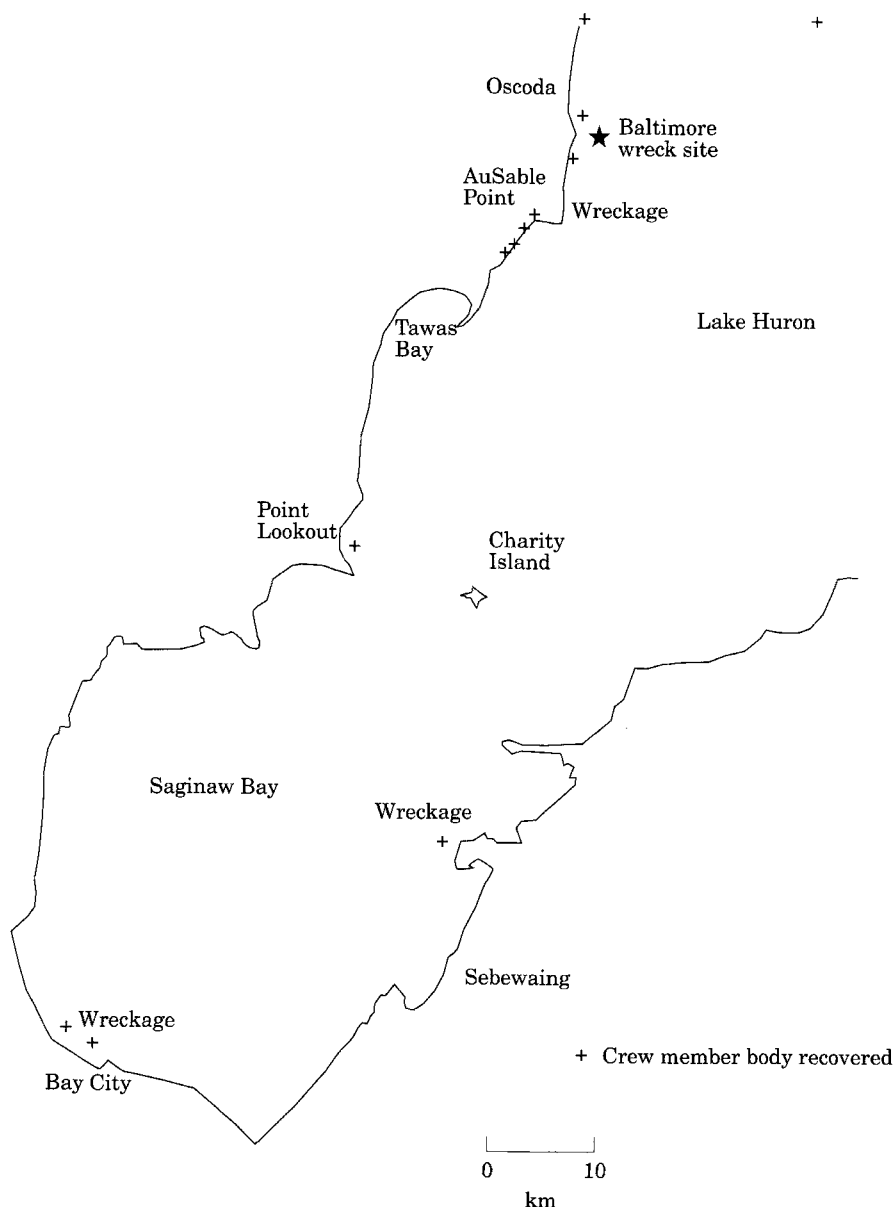 Oscoda
Baltimore
wreck site
AuSable
Point
Wreckage
Tawas
Bay
Lake Huron
Point
Lookout
Charity
Island
Saginaw Bay
Wreckage
Sebewaing
Wreckage
Bay City
+ Crew member body recovered
0 10
km